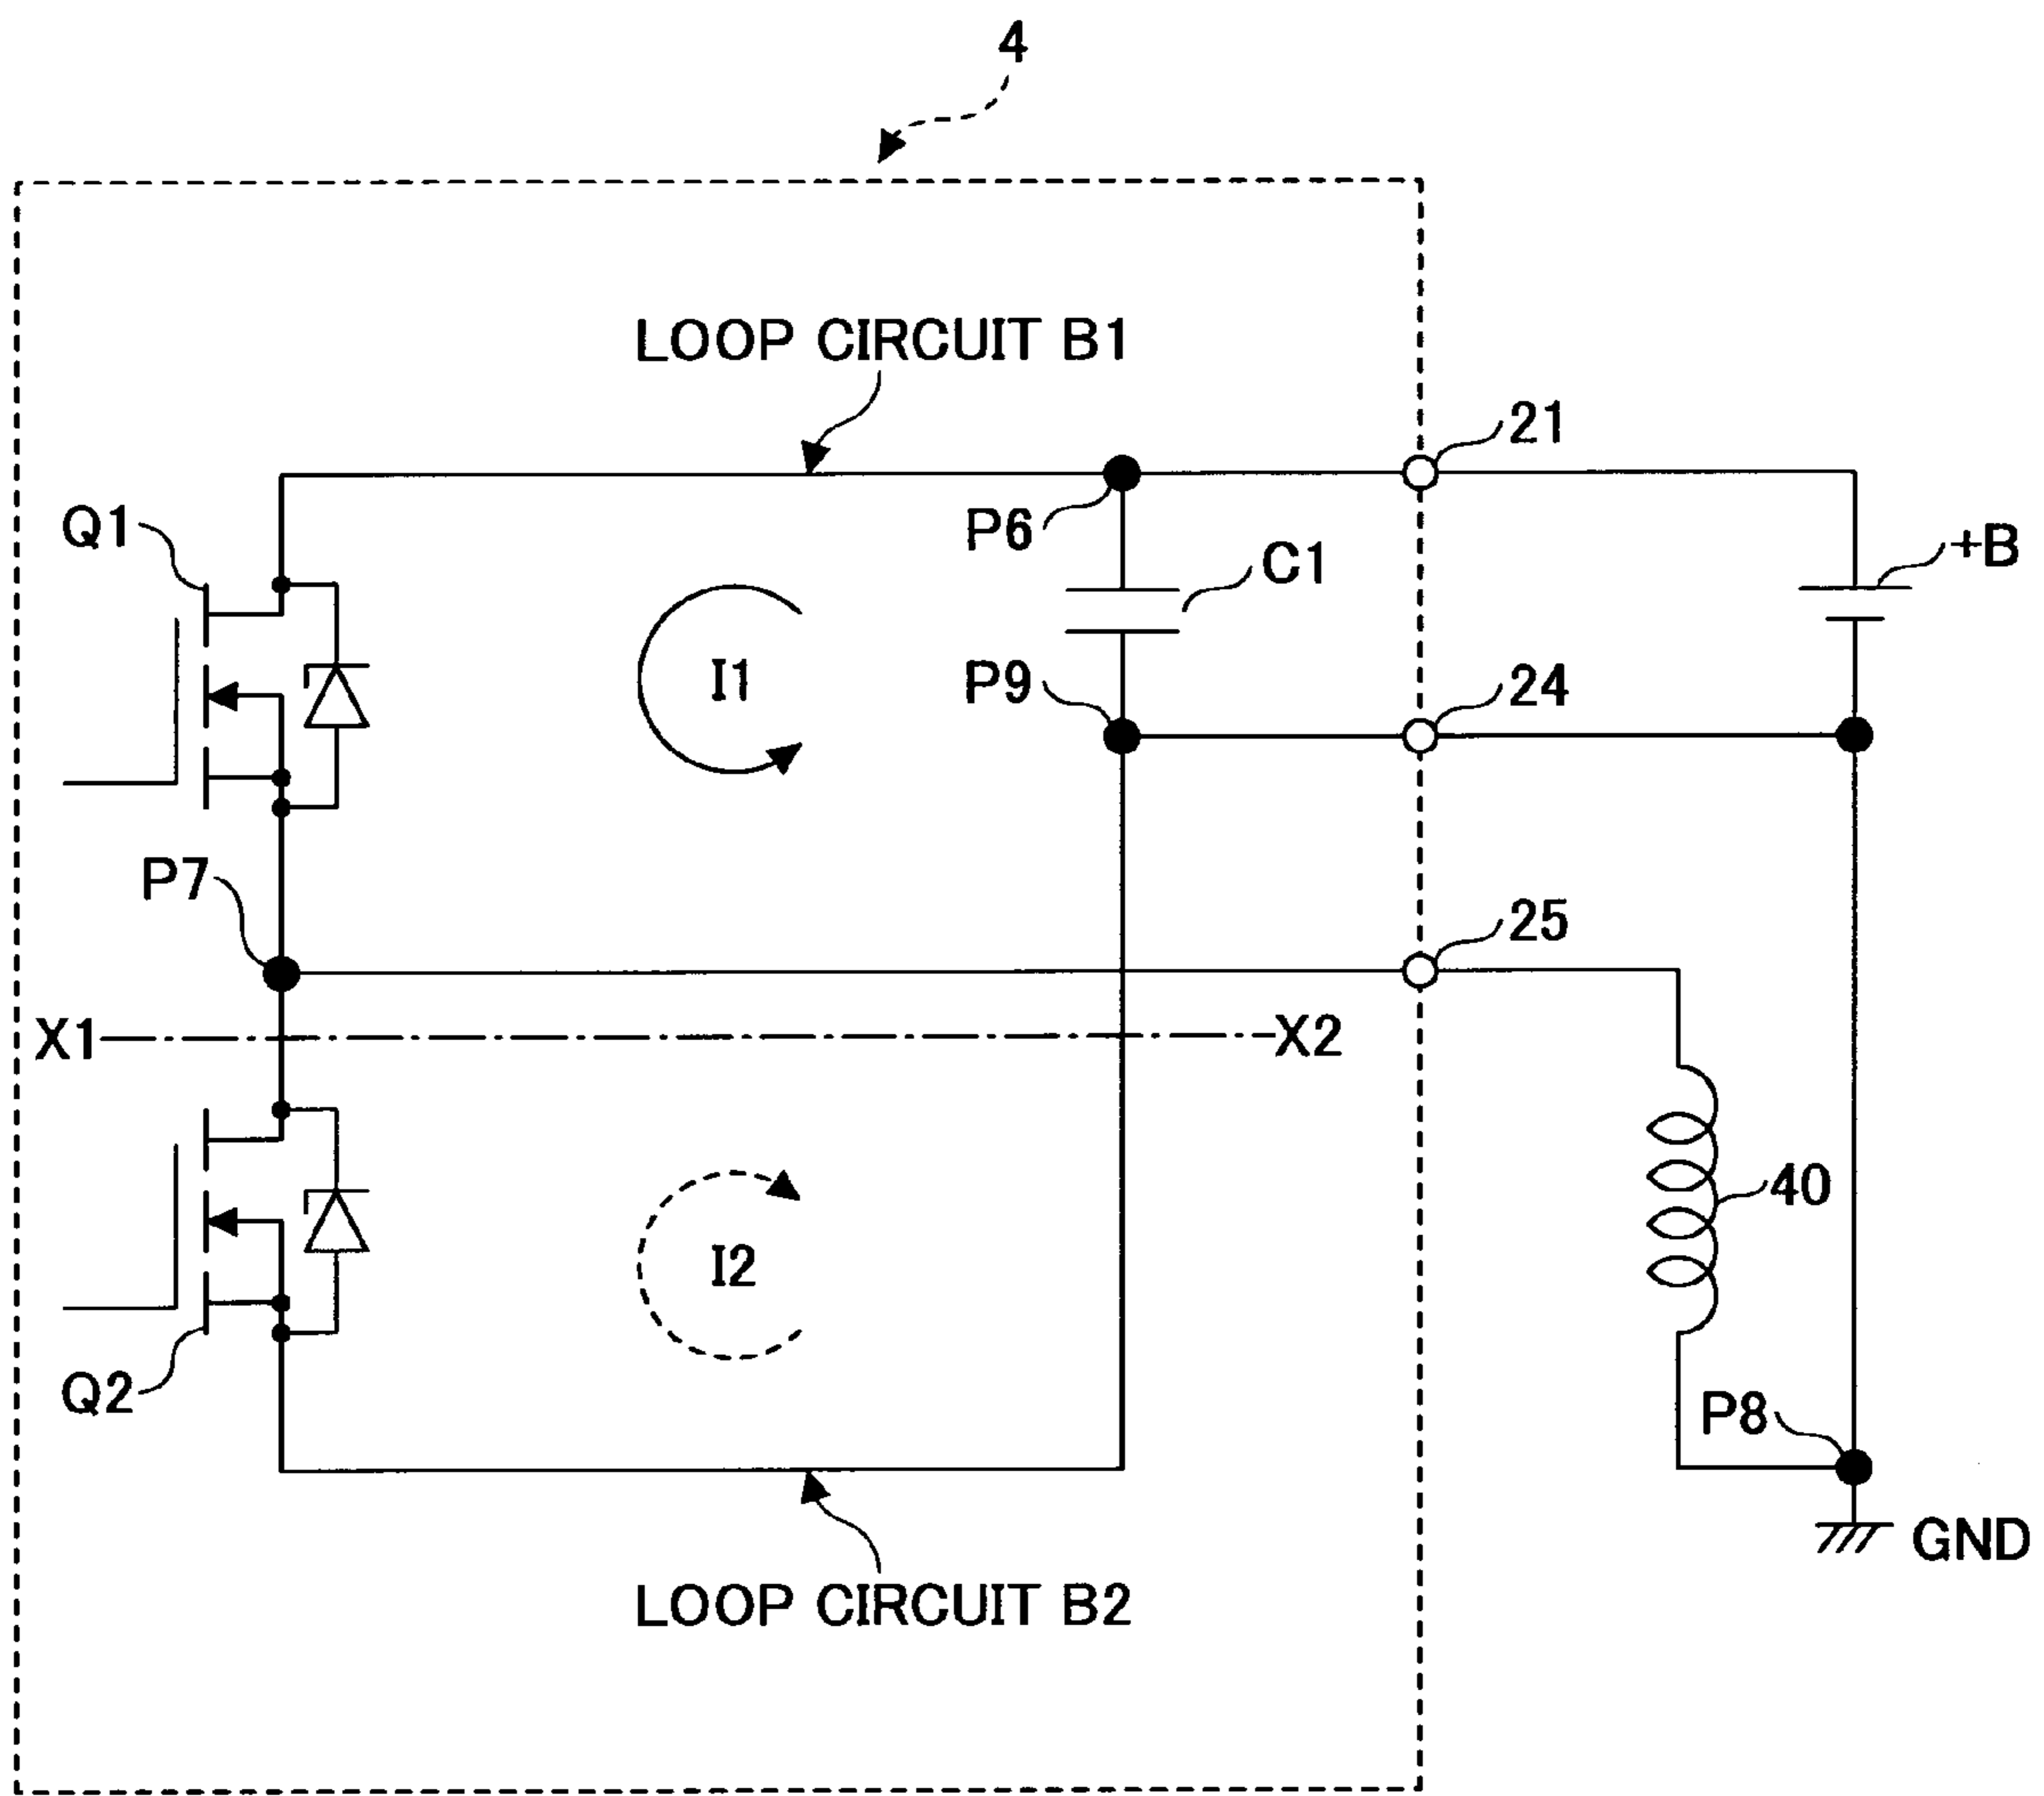 4
LOOP CIRCUIT B1
21
Q1
P6
C1
+B
I1
P9
24
P7
25
X1
X2
40
I2
Q2
P8
GND
LOOP CIRCUIT B2